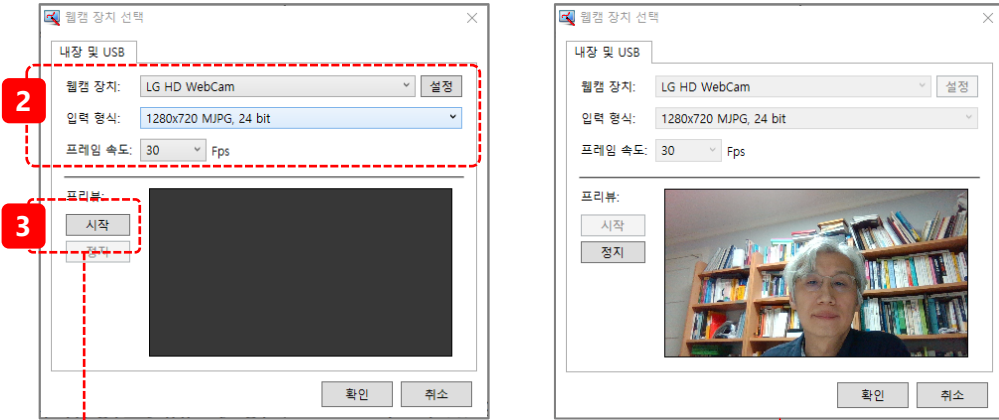 웹캠 장치 선택
내장 및 USB
2
웹캠 장치: LG HD WebCam 설정
입력 형식: 1280x720 MJPG, 24 bit
프레임 속도: 30 Fps
프리뷰:
3
시작
정지
확인 취소
웹캠 장치 선택
내장 및 USB
웹캠 장치: LG HD WebCam 설정
입력 형식: 1280x720 MJPG, 24 bit
프레임 속도: 30 Fps
프리뷰:
시작
정지
확인 취소